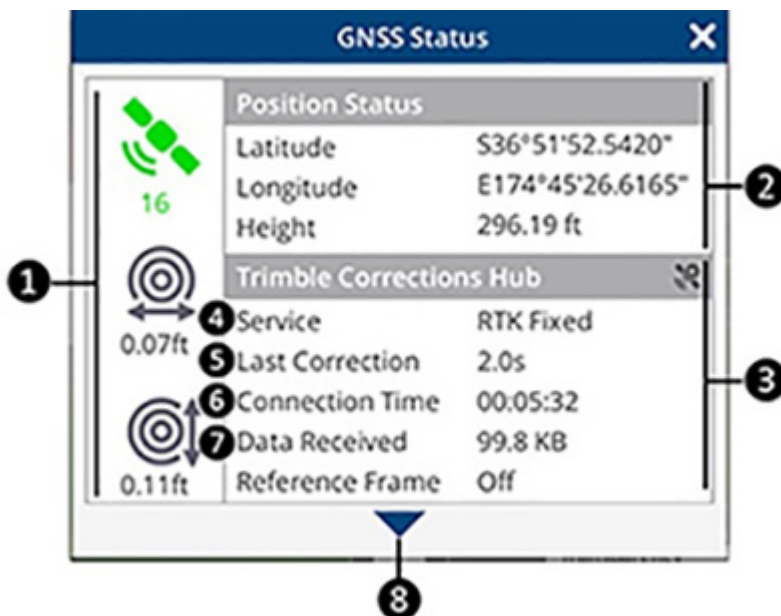 GNSS Status
Position Status
Latitude S36°51'52.5420"
Longitude E174°45'26.6165"
Height 296.19 ft
16
2
1
Trimble Corrections Hub
4 Service RTK Fixed
0.07ft
5 Last Correction 2.0s
3
6 Connection Time 00:05:32
7 Data Received 99.8 KB
0.11ft
Reference Frame Off
8